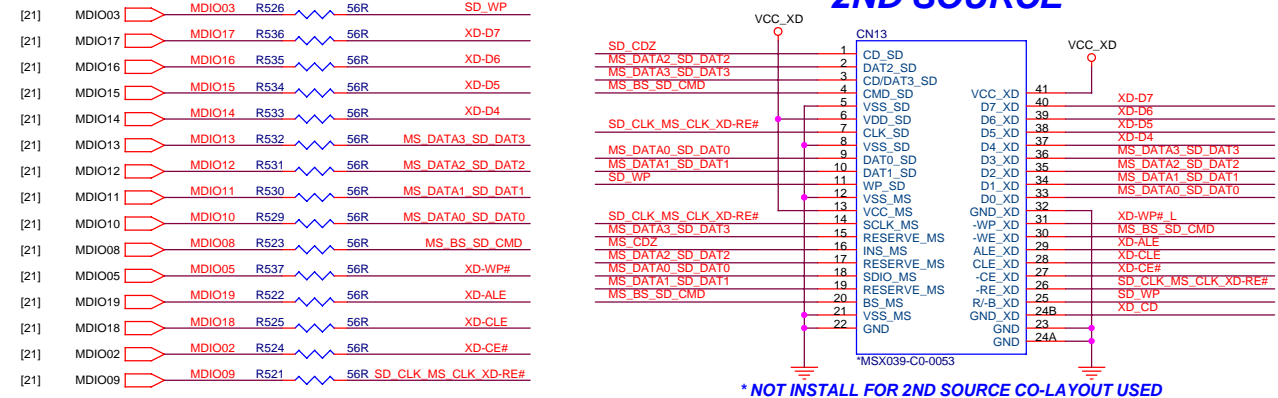 2ND SOURCE
[21] MDIO03 MDIO03 R526 56R SD_WP
[21] MDIO17 MDIO17 R536 56R XD-D7
[21] MDIO16 MDIO16 R535 56R XD-D6
[21] MDIO15 MDIO15 R534 56R XD-D5
[21] MDIO14 MDIO14 R533 56R XD-D4
[21] MDIO13 MDIO13 R532 56R MS_DATA3_SD_DAT3
[21] MDIO12 MDIO12 R531 56R MS_DATA2_SD_DAT2
[21] MDIO11 MDIO11 R530 56R MS_DATA1_SD_DAT1
[21] MDIO10 MDIO10 R529 56R MS_DATA0_SD_DAT0
[21] MDIO08 MDIO08 R523 56R MS_BS_SD_CMD
[21] MDIO05 MDIO05 R537 56R XD-WP#
[21] MDIO19 MDIO19 R522 56R XD-ALE
[21] MDIO18 MDIO18 R525 56R XD-CLE
[21] MDIO02 MDIO02 R524 56R XD-CE#
[21] MDIO09 MDIO09 R521 56R SD_CLK_MS_CLK_XD-RE#
VCC_XD
CN13
VCC_XD
SD_CDZ 1 CD_SD
MS_DATA2_SD_DAT2 2 DAT2_SD
MS_DATA3_SD_DAT3 3 CD/DAT3_SD
MS_BS_SD_CMD 4 CMD_SD
5 VSS_SD
6 VDD_SD
SD_CLK_MS_CLK_XD-RE# 7 CLK_SD
8 VSS_SD
MS_DATA0_SD_DAT0 9 DAT0_SD
MS_DATA1_SD_DAT1 10 DAT1_SD
SD_WP 11 WP_SD
12 VSS_MS
13 VCC_MS
SD_CLK_MS_CLK_XD-RE# 14 SCLK_MS
MS_DATA3_SD_DAT3 15 RESERVE_MS
MS_CDZ 16 INS_MS
MS_DATA2_SD_DAT2 17 RESERVE_MS
MS_DATA0_SD_DAT0 18 SDIO_MS
MS_DATA1_SD_DAT1 19 RESERVE_MS
MS_BS_SD_CMD 20 BS_MS
21 VSS_MS
22 GND
VCC_XD 41
D7_XD 40 XD-D7
D6_XD 39 XD-D6
D5_XD 38 XD-D5
D4_XD 37 XD-D4
D3_XD 36 MS_DATA3_SD_DAT3
D2_XD 35 MS_DATA2_SD_DAT2
D1_XD 34 MS_DATA1_SD_DAT1
D0_XD 33 MS_DATA0_SD_DAT0
GND_XD 32
-WP_XD 31 XD-WP#_L
-WE_XD 30 MS_BS_SD_CMD
ALE_XD 29 XD-ALE
CLE_XD 28 XD-CLE
-CE_XD 27 XD-CE#
-RE_XD 26 SD_CLK_MS_CLK_XD-RE#
R/-B_XD 25 SD_WP
GND_XD 24B XD_CD
GND 23
GND 24A
*MSX039-C0-0053
* NOT INSTALL FOR 2ND SOURCE CO-LAYOUT USED